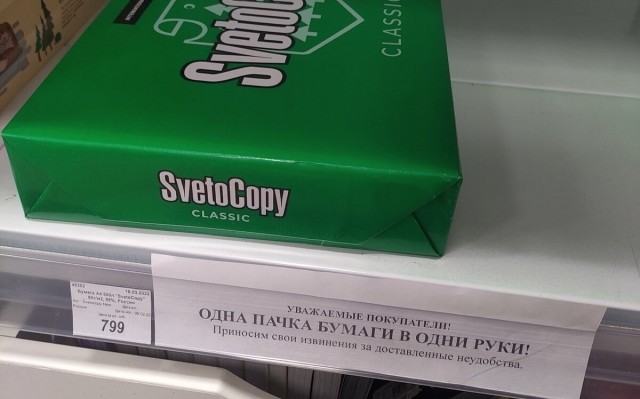 SvetoCopy
CLASSIC
SvetoCopy
CLASSIC
799
УВАЖАЕМЫЕ ПОКУПАТЕЛИ!
ОДНА ПАЧКА БУМАГИ В ОДНИ РУКИ!
Приносим свои извинения за доставленные неудобства.